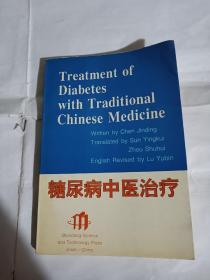 Treatment of
Diabetes
with Traditional
Chinese Medicine
Written by Chen Jinding
Translated by Sun Yingkui
Zhou Shuhui
English Revised by Lu Yubin
糖尿病中医治疗
Shandong Science
and Technology Press
Jinan, China